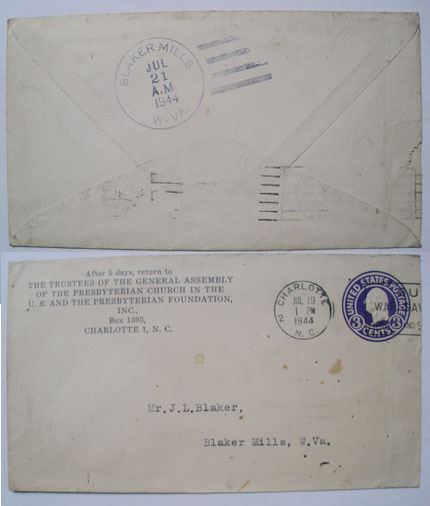 BLAKER MILLS
JUL
21
A.M.
1944
W. VA.
After 5 days, return to
THE TRUSTEES OF THE GENERAL ASSEMBLY
OF THE PRESBYTERIAN CHURCH IN THE
U. S. AND THE PRESBYTERIAN FOUNDATION,
INC.,
Box 1393,
CHARLOTTE 1, N. C.
CHARLOTTE 2
JUL 19
1 PM
1944
N. C.
UNITED STATES POSTAGE
3 CENTS 3
Mr.J.L.Blaker,
Blaker Mills, W.Va.